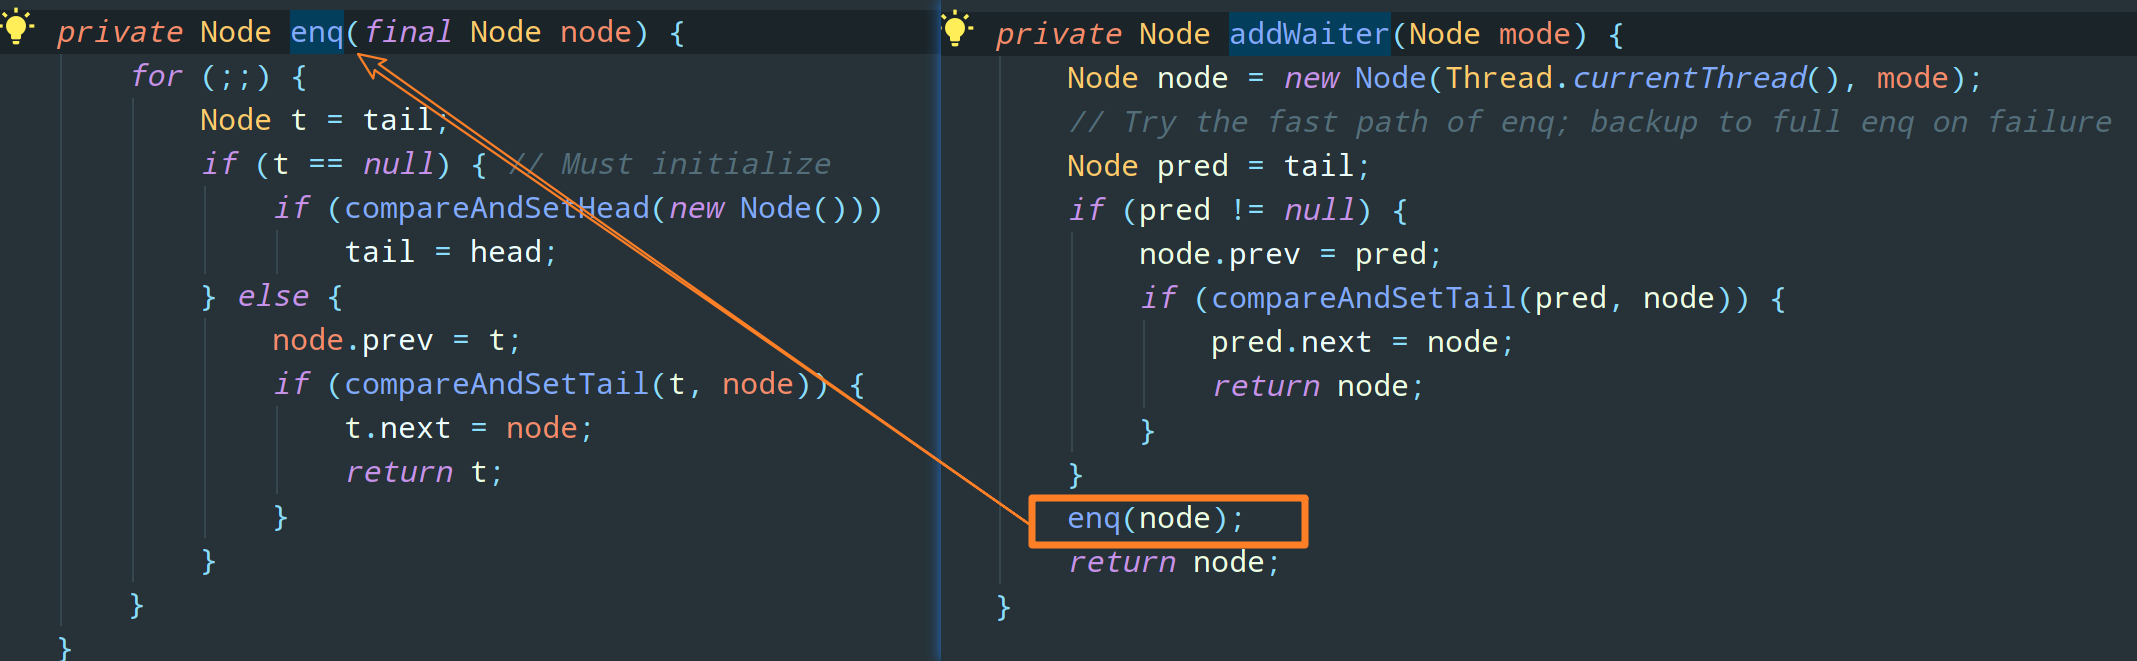 private Node enq(final Node node) {
for (;;) {
Node t = tail;
if (t == null) { // Must initialize
if (compareAndSetHead(new Node()))
tail = head;
} else {
node.prev = t;
if (compareAndSetTail(t, node)) {
t.next = node;
return t;
}
}
}
}
private Node addWaiter(Node mode) {
Node node = new Node(Thread.currentThread(), mode);
// Try the fast path of enq; backup to full enq on failure
Node pred = tail;
if (pred != null) {
node.prev = pred;
if (compareAndSetTail(pred, node)) {
pred.next = node;
return node;
}
}
enq(node);
return node;
}